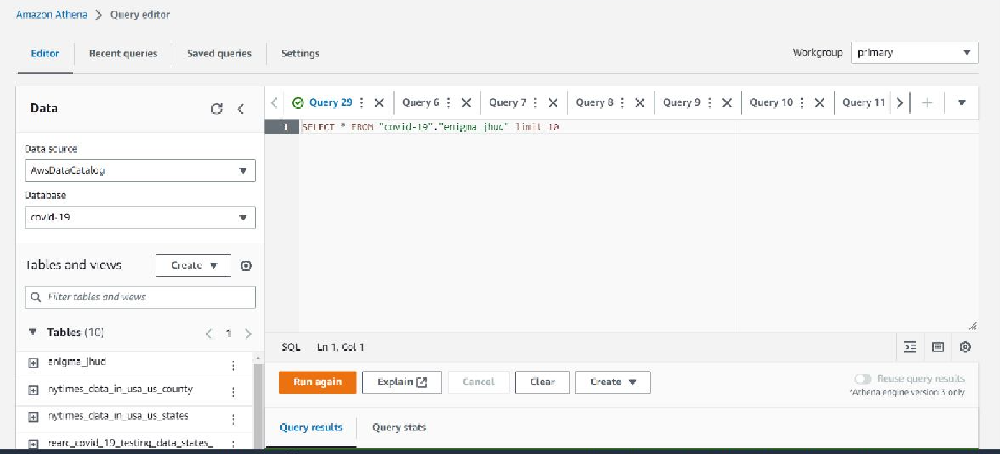 Amazon Athena > Query editor
Editor Recent queries Saved queries Settings
Workgroup primary
Data
Query 29 Query 6 Query 7 Query 8 Query 9 Query 10 Query 11
1 SELECT * FROM "covid-19"."enigma_jhud" limit 10
Data source
AwsDataCatalog
Database
covid-19
Tables and views Create
Filter tables and views
Tables (10) < 1 >
enigma_jhud
nytimes_data_in_usa_us_county
nytimes_data_in_usa_us_states
rearc_covid_19_testing_data_states_
SQL Ln 1, Col 1
Run again Explain Cancel Clear Create
Reuse query results
*Athena engine version 3 only
Query results Query stats